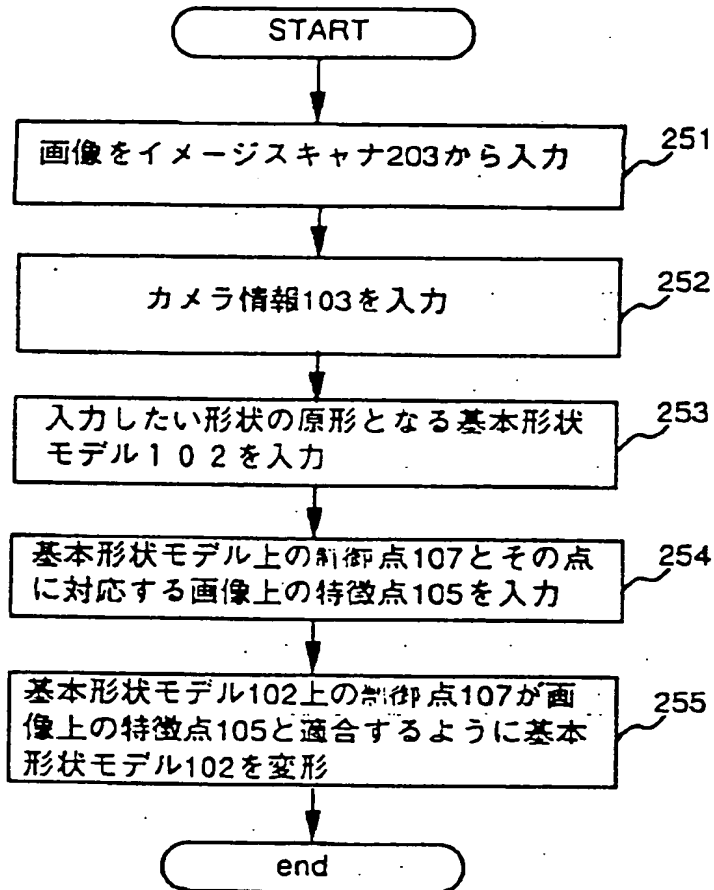 START
画像をイメージスキャナ203から入力
251
カメラ情報103を入力
252
入力したい形状の原形となる基本形状
モデル１０２を入力
253
基本形状モデル上の制御点107とその点
に対応する画像上の特徴点105を入力
254
基本形状モデル102上の制御点107が画
像上の特徴点105と適合するように基本
形状モデル102を変形
255
end